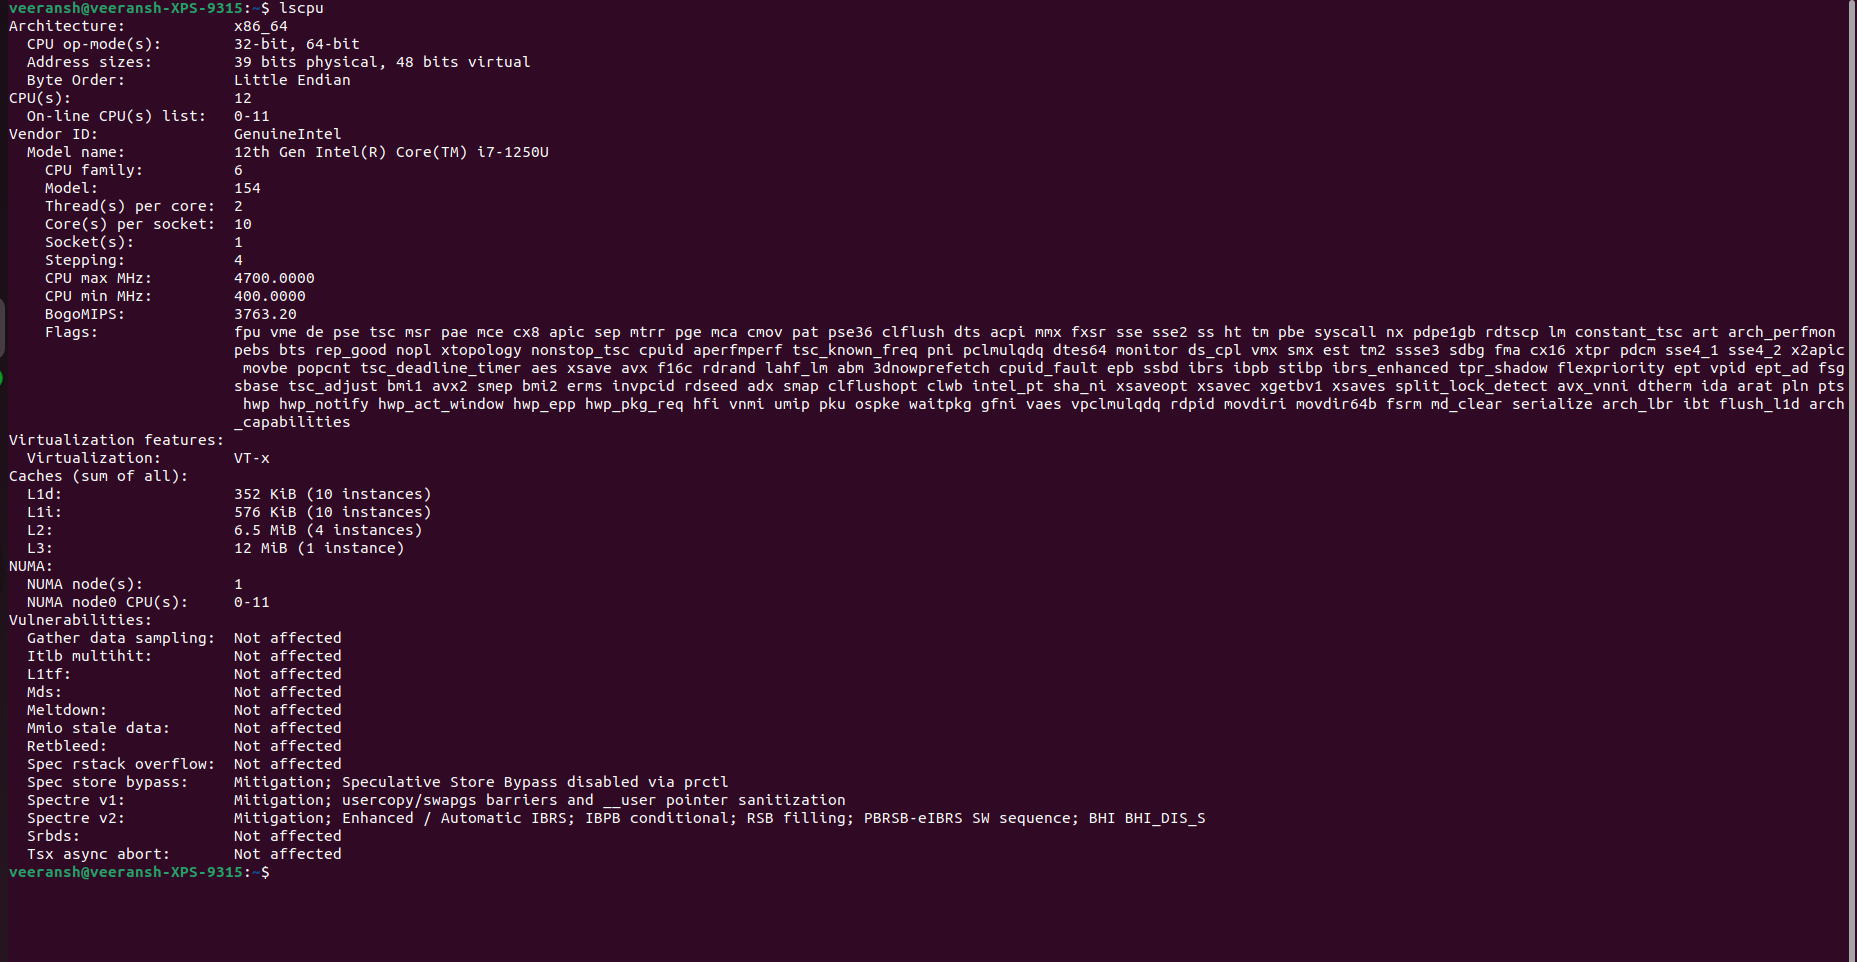 veeransh@veeransh-XPS-9315:~$ lscpu
Architecture:            x86_64
  CPU op-mode(s):        32-bit, 64-bit
  Address sizes:         39 bits physical, 48 bits virtual
  Byte Order:            Little Endian
CPU(s):                  12
  On-line CPU(s) list:   0-11
Vendor ID:               GenuineIntel
  Model name:            12th Gen Intel(R) Core(TM) i7-1250U
    CPU family:          6
    Model:               154
    Thread(s) per core:  2
    Core(s) per socket:  10
    Socket(s):           1
    Stepping:            4
    CPU max MHz:         4700.0000
    CPU min MHz:         400.0000
    BogoMIPS:            3763.20
    Flags:               fpu vme de pse tsc msr pae mce cx8 apic sep mtrr pge mca cmov pat pse36 clflush dts acpi mmx fxsr sse sse2 ss ht tm pbe syscall nx pdpe1gb rdtscp lm constant_tsc art arch_perfmon
                         pebs bts rep_good nopl xtopology nonstop_tsc cpuid aperfmperf tsc_known_freq pni pclmulqdq dtes64 monitor ds_cpl vmx smx est tm2 ssse3 sdbg fma cx16 xtpr pdcm sse4_1 sse4_2 x2apic
                          movbe popcnt tsc_deadline_timer aes xsave avx f16c rdrand lahf_lm abm 3dnowprefetch cpuid_fault epb ssbd ibrs ibpb stibp ibrs_enhanced tpr_shadow flexpriority ept vpid ept_ad fsg
                         sbase tsc_adjust bmi1 avx2 smep bmi2 erms invpcid rdseed adx smap clflushopt clwb intel_pt sha_ni xsaveopt xsavec xgetbv1 xsaves split_lock_detect avx_vnni dtherm ida arat pln pts
                          hwp hwp_notify hwp_act_window hwp_epp hwp_pkg_req hfi vnmi umip pku ospke waitpkg gfni vaes vpclmulqdq rdpid movdiri movdir64b fsrm md_clear serialize arch_lbr ibt flush_l1d arch
                         _capabilities
Virtualization features:
  Virtualization:        VT-x
Caches (sum of all):
  L1d:                   352 KiB (10 instances)
  L1i:                   576 KiB (10 instances)
  L2:                    6.5 MiB (4 instances)
  L3:                    12 MiB (1 instance)
NUMA:
  NUMA node(s):          1
  NUMA node0 CPU(s):     0-11
Vulnerabilities:
  Gather data sampling:  Not affected
  Itlb multihit:         Not affected
  L1tf:                  Not affected
  Mds:                   Not affected
  Meltdown:              Not affected
  Mmio stale data:       Not affected
  Retbleed:              Not affected
  Spec rstack overflow:  Not affected
  Spec store bypass:     Mitigation; Speculative Store Bypass disabled via prctl
  Spectre v1:            Mitigation; usercopy/swapgs barriers and __user pointer sanitization
  Spectre v2:            Mitigation; Enhanced / Automatic IBRS; IBPB conditional; RSB filling; PBRSB-eIBRS SW sequence; BHI BHI_DIS_S
  Srbds:                 Not affected
  Tsx async abort:       Not affected
veeransh@veeransh-XPS-9315:~$